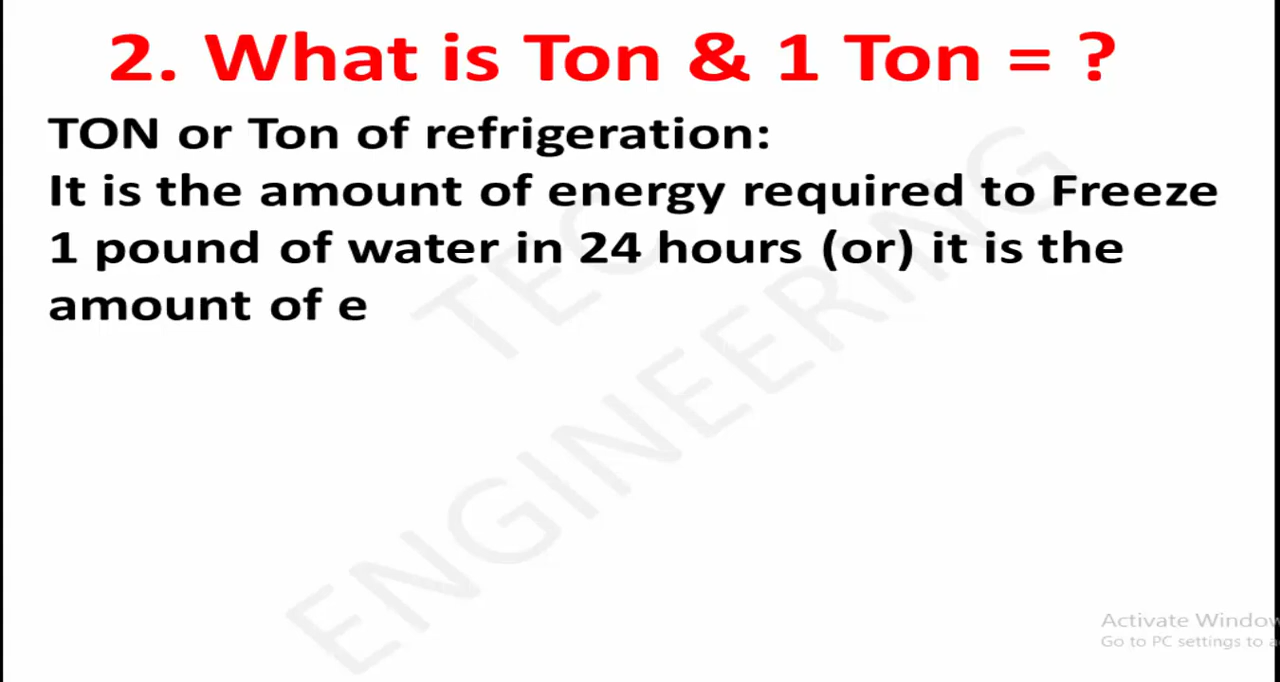 2. What is Ton & 1 Ton = ?
TON or Ton of refrigeration:
It is the amount of energy required to Freeze
1 pound of water in 24 hours (or) it is the
amount of e
TEC
ENGINEERING
Activate Window
Go to PC settings to a